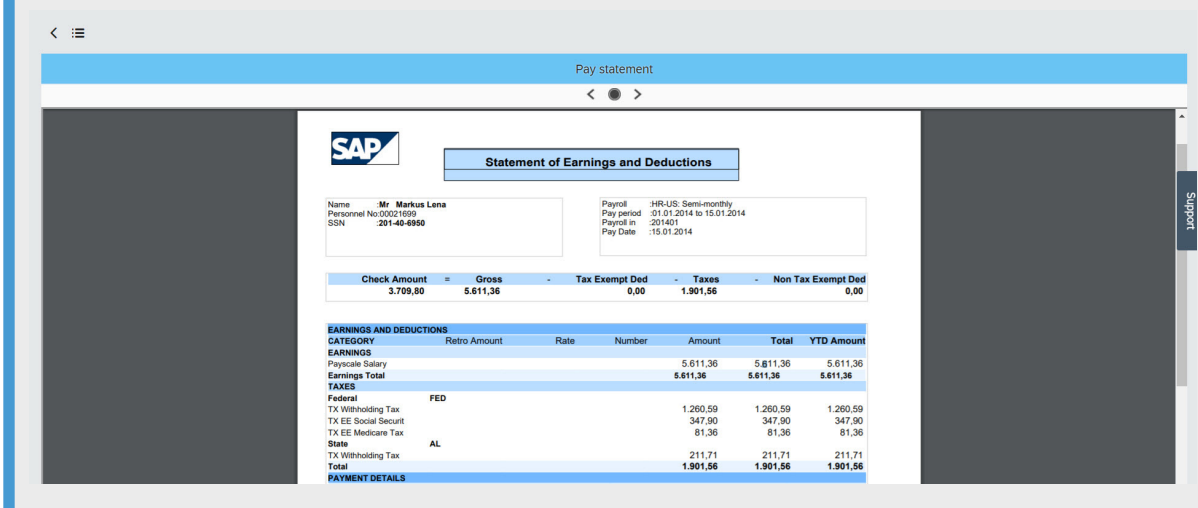 Pay statement
SAP
Statement of Earnings and Deductions
Name :Mr Markus Lena
Personnel No:00021699
SSN :201-40-6950
Payroll :HR-US: Semi-monthly
Pay period :01.01.2014 to 15.01.2014
Payroll in :201401
Pay Date :15.01.2014
Support
Check Amount = Gross - Tax Exempt Ded - Taxes - Non Tax Exempt Ded
3.709,80 5.611,36 0,00 1.901,56 0,00
EARNINGS AND DEDUCTIONS
CATEGORY Retro Amount Rate Number Amount Total YTD Amount
EARNINGS
Payscale Salary 5.611,36 5.611,36 5.611,36
Earnings Total 5.611,36 5.611,36 5.611,36
TAXES
Federal FED
TX Withholding Tax 1.260,59 1.260,59 1.260,59
TX EE Social Securit 347,90 347,90 347,90
TX EE Medicare Tax 81,36 81,36 81,36
State AL
TX Withholding Tax 211,71 211,71 211,71
Total 1.901,56 1.901,56 1.901,56
PAYMENT DETAILS